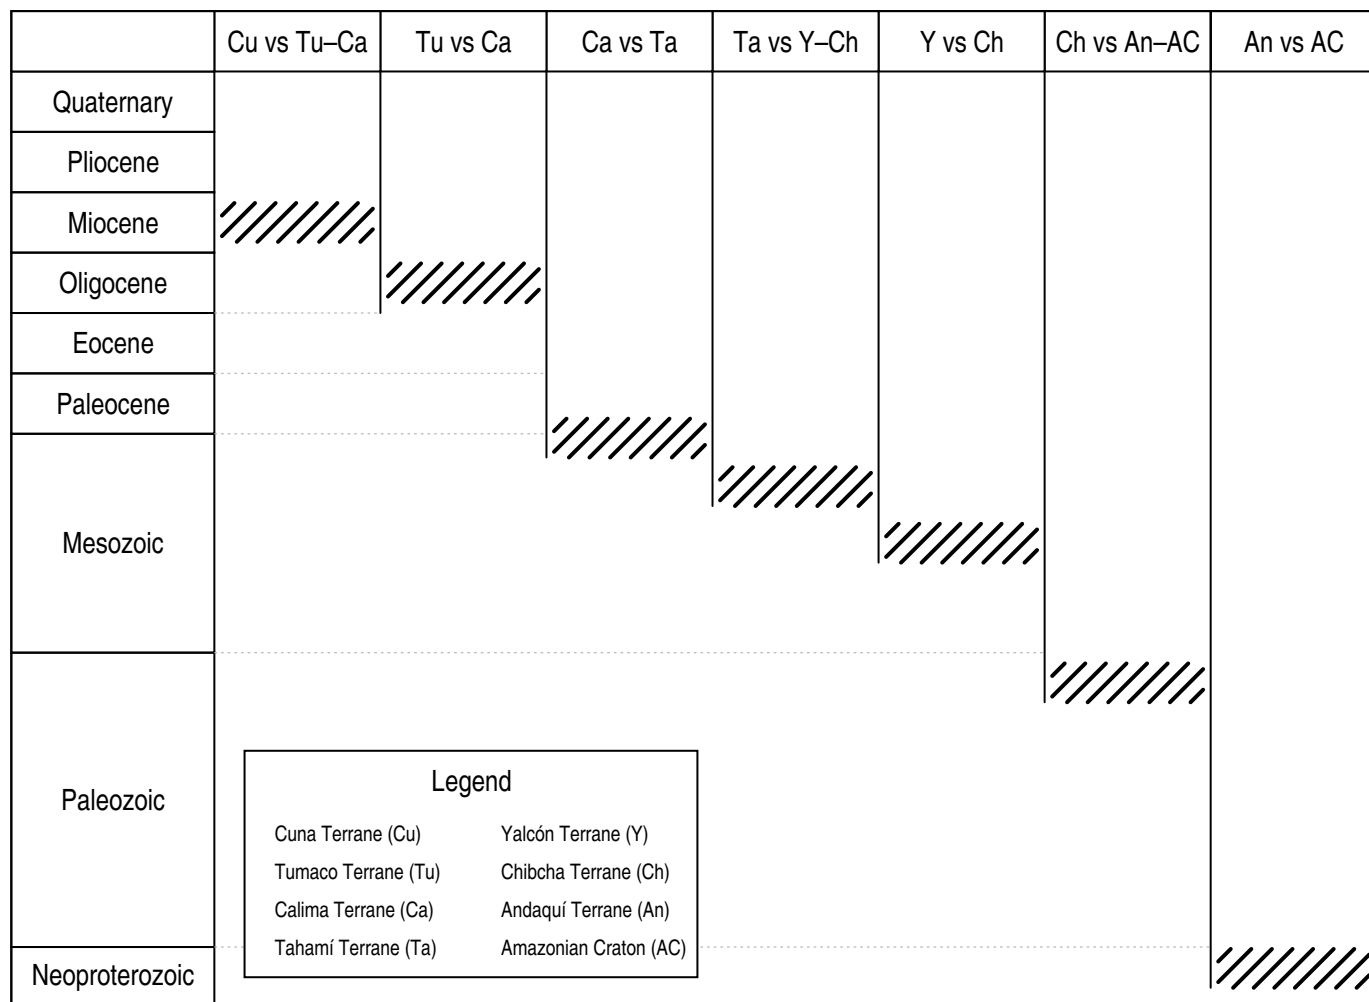 Cu vs Tu–Ca Tu vs Ca Ca vs Ta Ta vs Y–Ch Y vs Ch Ch vs An–AC An vs AC
Quaternary
Pliocene
Miocene
Oligocene
Eocene
Paleocene
Mesozoic
Paleozoic
Neoproterozoic
Legend
Cuna Terrane (Cu) Yalcón Terrane (Y)
Tumaco Terrane (Tu) Chibcha Terrane (Ch)
Calima Terrane (Ca) Andaquí Terrane (An)
Tahamí Terrane (Ta) Amazonian Craton (AC)